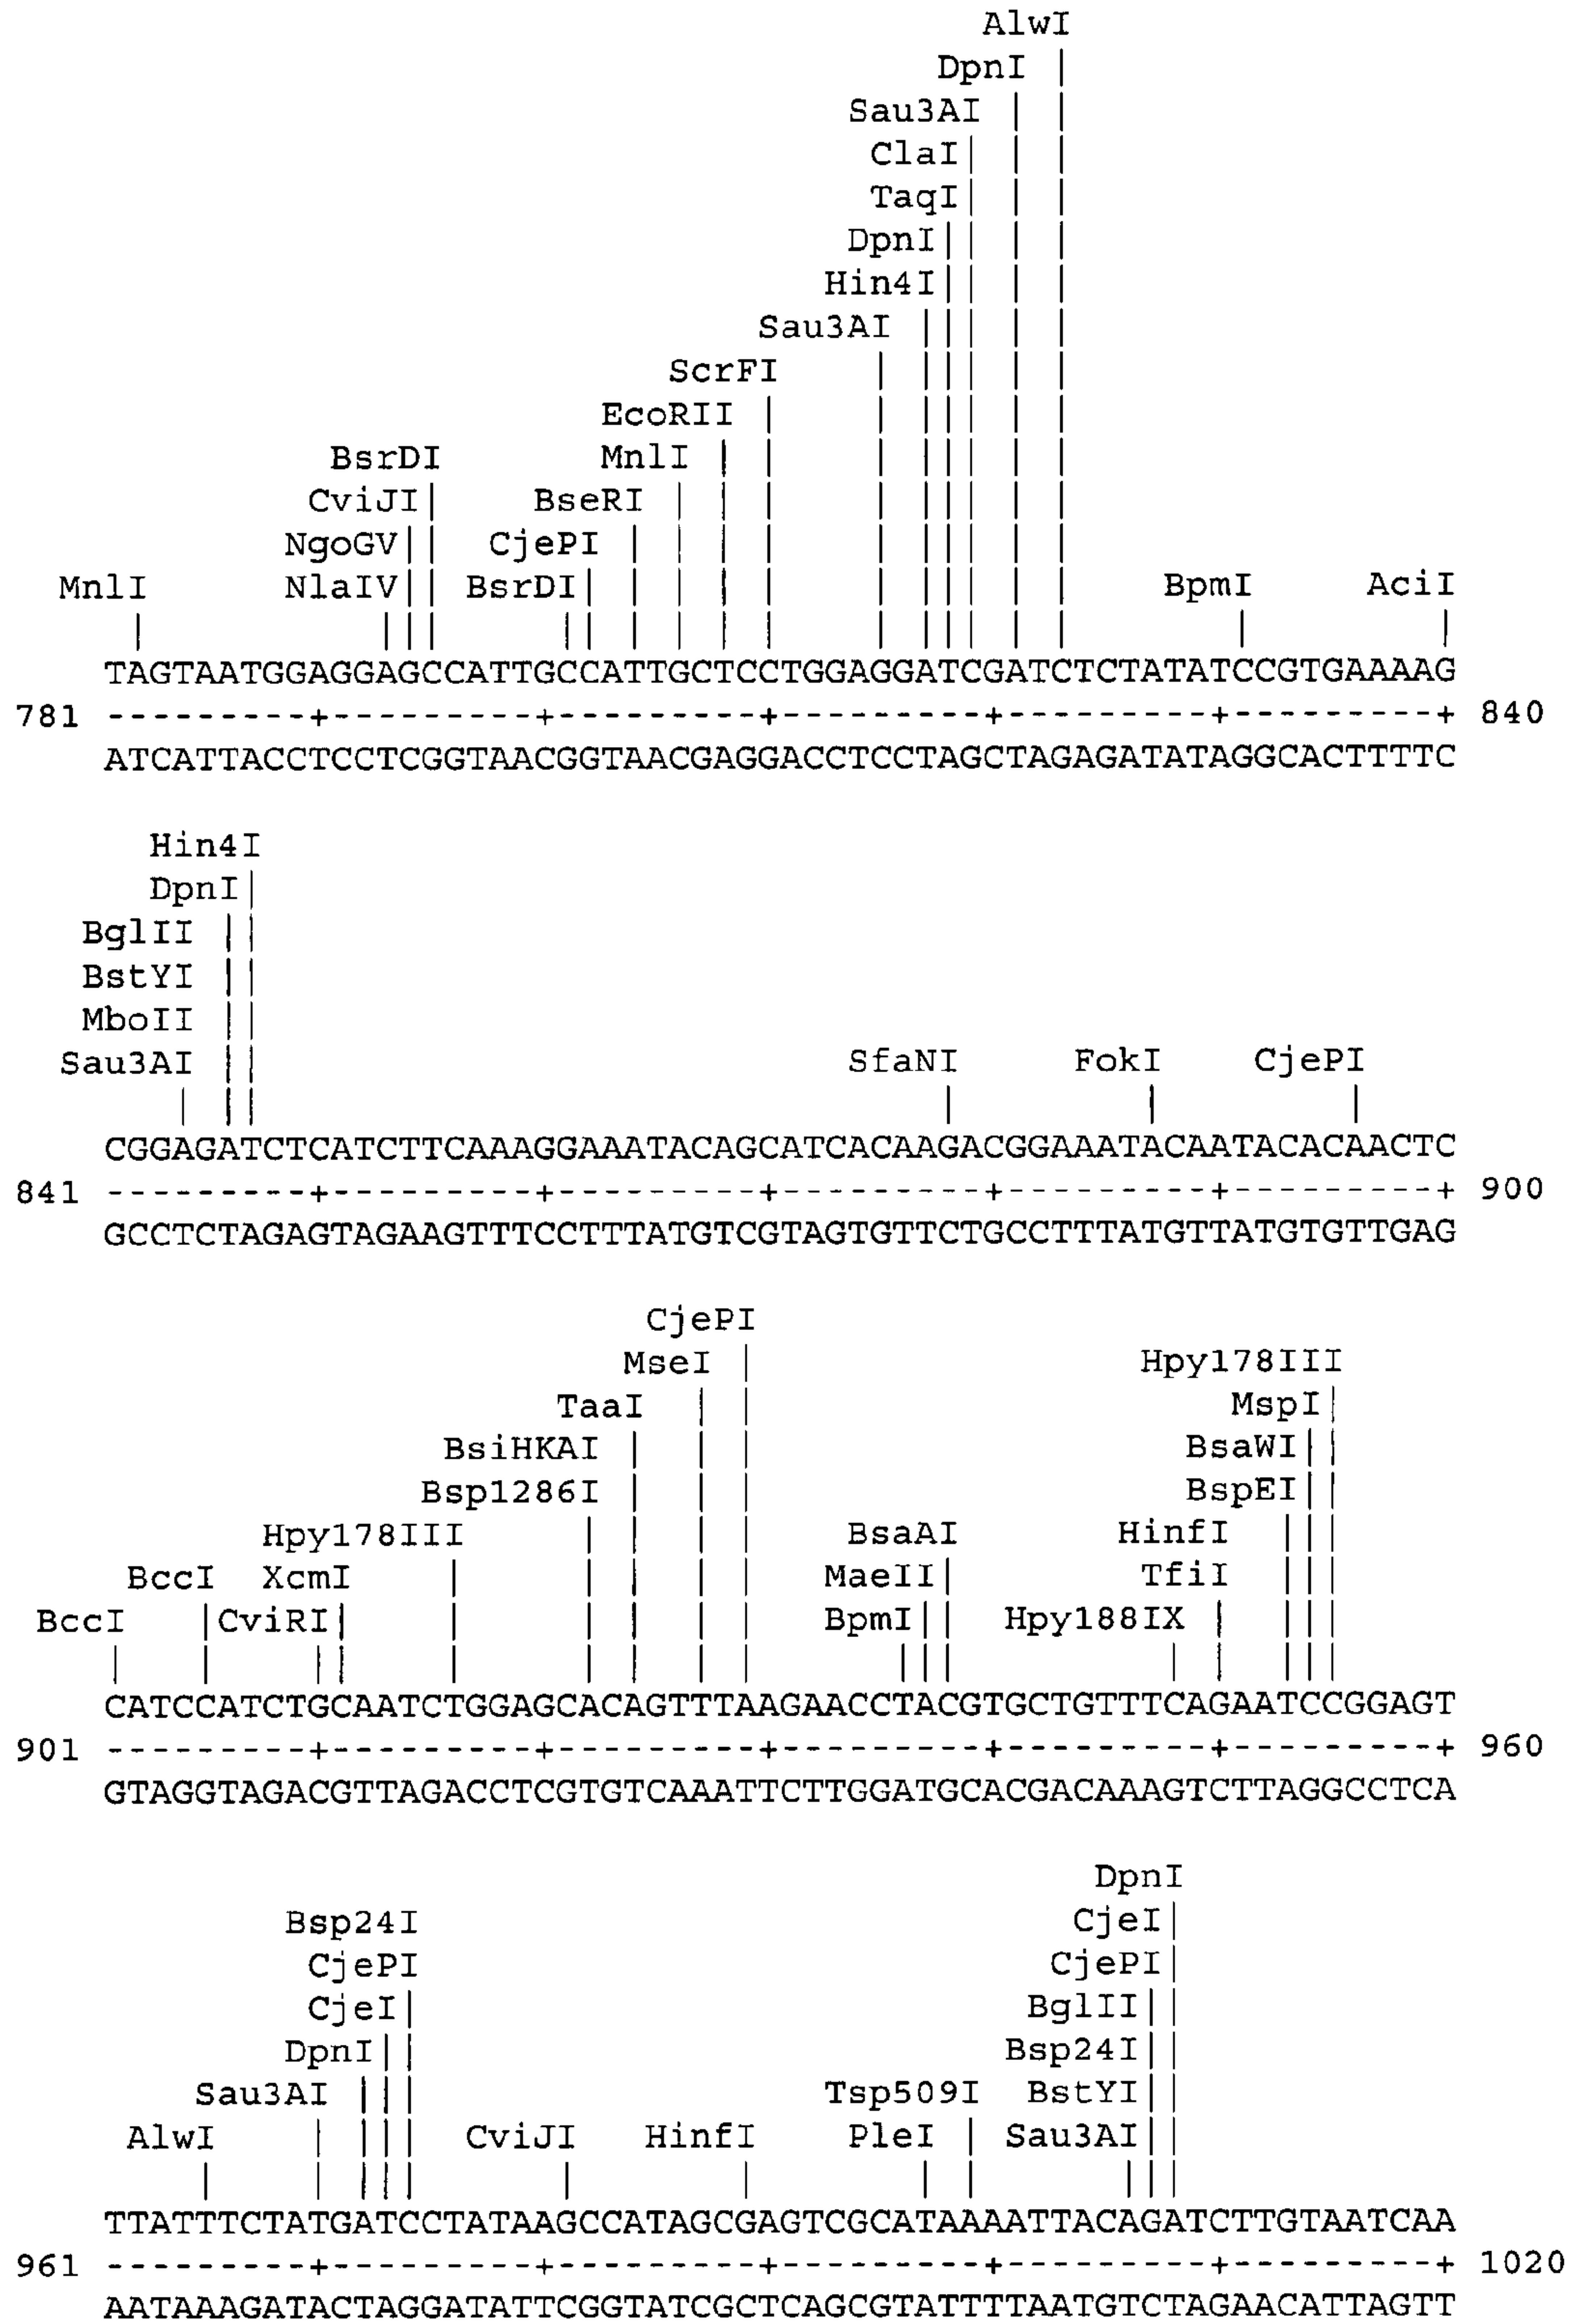 AlwI
DpnI
Sau3AI
ClaI
TaqI
DpnI
Hin4I
Sau3AI
ScrFI
EcoRII
BsrDI MnlI
CviJI BseRI
NgoGV CjePI
MnlI NlaIV BsrDI BpmI AciI
TAGTAATGGAGGAGCCATTGCCATTGCTCCTGGAGGATCGATCTCTATATCCGTGAAAAG
781 ---------+---------+---------+---------+---------+---------+ 840
ATCATTACCTCCTCGGTAACGGTAACGAGGACCTCCTAGCTAGAGATATAGGCACTTTTC
Hin4I
DpnI
BglII
BstYI
MboII
Sau3AI SfaNI FokI CjePI
CGGAGATCTCATCTTCAAAGGAAATACAGCATCACAAGACGGAAATACAATACACAACTC
841 ---------+---------+---------+---------+---------+---------+ 900
GCCTCTAGAGTAGAAGTTTCCTTTATGTCGTAGTGTTCTGCCTTTATGTTATGTGTTGAG
CjePI
MseI Hpy178III
TaaI MspI
BsiHKAI BsaWI
Bsp1286I BspEI
Hpy178III BsaAI HinfI
BccI XcmI MaeII TfiI
BccI CviRI BpmI Hpy188IX
CATCCATCTGCAATCTGGAGCACAGTTTAAGAACCTACGTGCTGTTTCAGAATCCGGAGT
901 ---------+---------+---------+---------+---------+---------+ 960
GTAGGTAGACGTTAGACCTCGTGTCAAATTCTTGGATGCACGACAAAGTCTTAGGCCTCA
DpnI
Bsp24I CjeI
CjePI CjePI
CjeI BglII
DpnI Bsp24I
Sau3AI Tsp509I BstYI
AlwI CviJI HinfI PleI Sau3AI
TTATTTCTATGATCCTATAAGCCATAGCGAGTCGCATAAAATTACAGATCTTGTAATCAA
961 ---------+---------+---------+---------+---------+---------+ 1020
AATAAAGATACTAGGATATTCGGTATCGCTCAGCGTATTTTAATGTCTAGAACATTAGTT